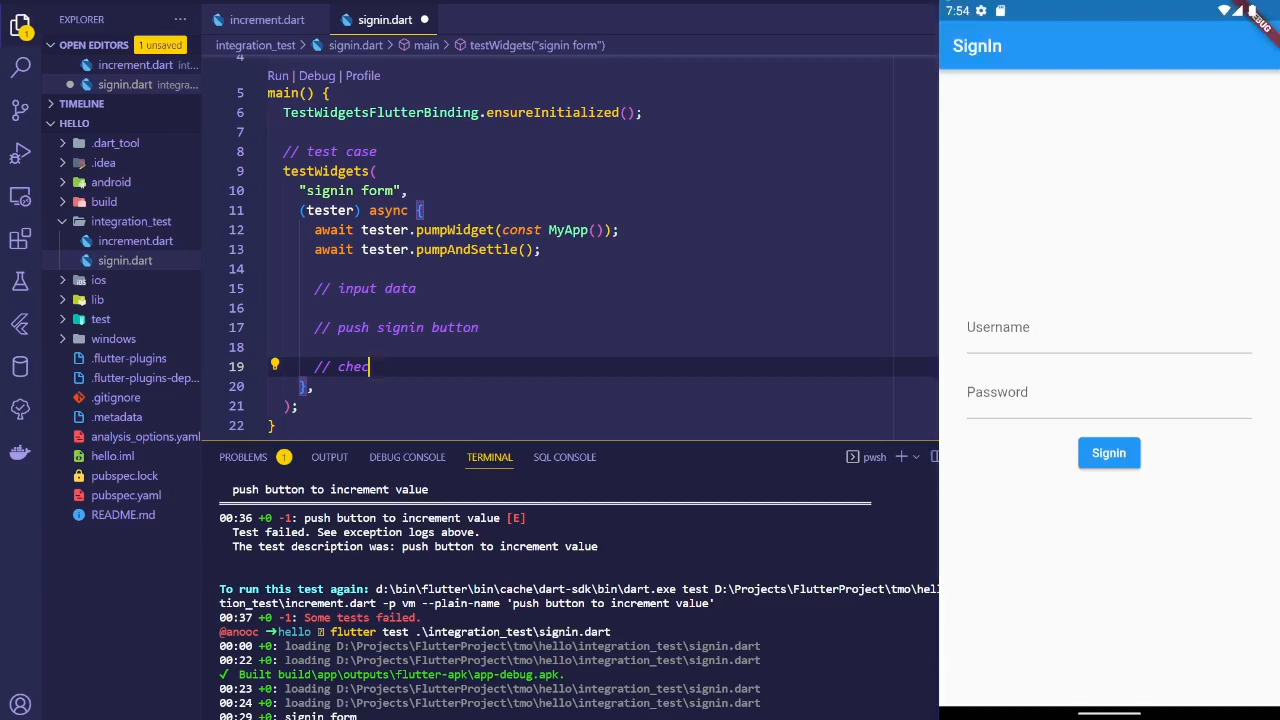 EXPLORER
OPEN EDITORS
1 unsaved
increment.dart int...
signin.dart integra...
TIMELINE
HELLO
.dart_tool
.idea
android
build
integration_test
increment.dart
signin.dart
ios
lib
test
windows
.flutter-plugins
.flutter-plugins-dep...
.gitignore
.metadata
analysis_options.yaml
hello.iml
pubspec.lock
pubspec.yaml
README.md
increment.dart
signin.dart
integration_test > signin.dart > main > testWidgets("signin form")
4
Run | Debug | Profile
5 main() {
6 TestWidgetsFlutterBinding.ensureInitialized();
7
8 // test case
9 testWidgets(
10 "signin form",
11 (tester) async {
12 await tester.pumpWidget(const MyApp());
13 await tester.pumpAndSettle();
14
15 // input data
16
17 // push signin button
18
19 // chec
20 },
21 );
22 }
PROBLEMS 1 OUTPUT DEBUG CONSOLE TERMINAL SQL CONSOLE pwsh
push button to increment value
00:36 +0 -1: push button to increment value [E]
Test failed. See exception logs above.
The test description was: push button to increment value
To run this test again: d:\bin\flutter\bin\cache\dart-sdk\bin\dart.exe test D:\Projects\FlutterProject\tmo\hello
tion_test\increment.dart -p vm --plain-name 'push button to increment value'
00:37 +0 -1: Some tests failed.
@anooc ➜hello flutter test .\integration_test\signin.dart
00:00 +0: loading D:\Projects\FlutterProject\tmo\hello\integration_test\signin.dart
00:22 +0: loading D:\Projects\FlutterProject\tmo\hello\integration_test\signin.dart
✓ Built build\app\outputs\flutter-apk\app-debug.apk.
00:23 +0: loading D:\Projects\FlutterProject\tmo\hello\integration_test\signin.dart
00:24 +0: loading D:\Projects\FlutterProject\tmo\hello\integration_test\signin.dart
00:29 +0: signin form
7:54
DEBUG
SignIn
Username
Password
Signin